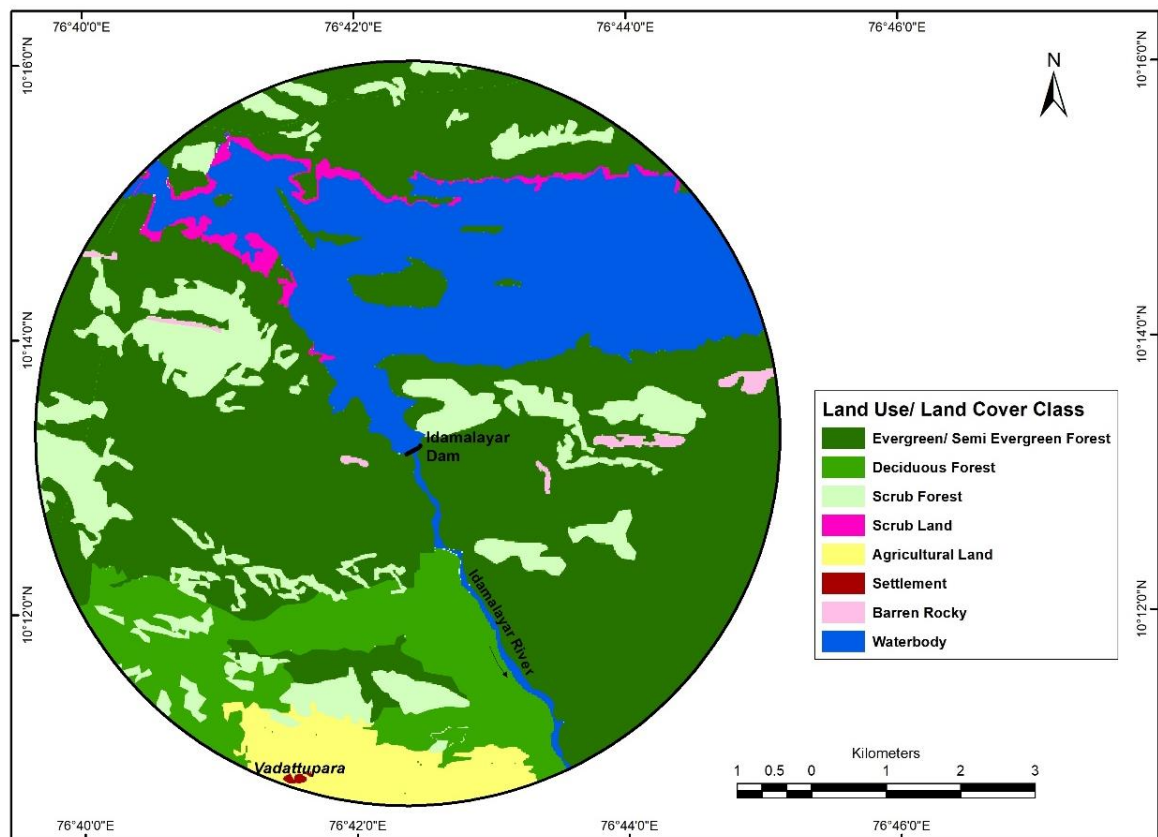 76°40'0"E 76°42'0"E 76°44'0"E 76°46'0"E
10°16'0"N 10°16'0"N
N
10°14'0"N 10°14'0"N
Land Use/ Land Cover Class
Evergreen/ Semi Evergreen Forest
Deciduous Forest
Scrub Forest
Scrub Land
Agricultural Land
Settlement
Barren Rocky
Waterbody
Idamalayar
Dam
Idamalayar River
10°12'0"N 10°12'0"N
Vadattupara
Kilometers
1 0.5 0 1 2 3
76°40'0"E 76°42'0"E 76°44'0"E 76°46'0"E